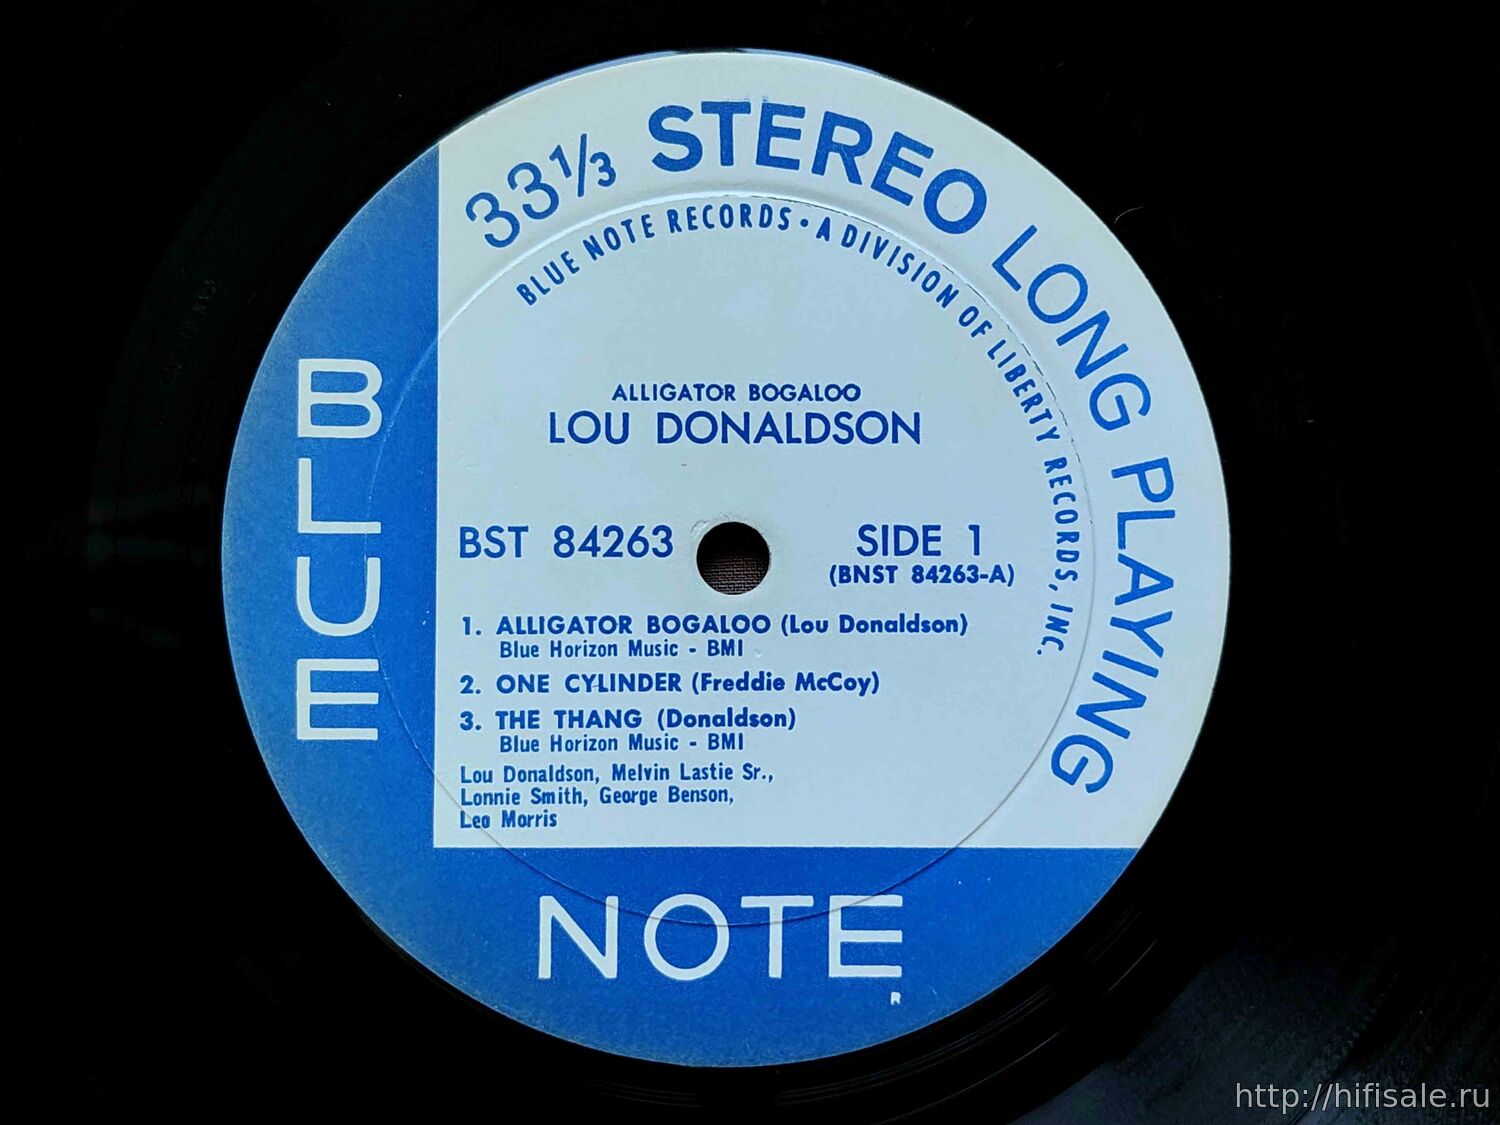 33⅓ STEREO LONG PLAYING
BLUE NOTE RECORDS • A DIVISION OF LIBERTY RECORDS, INC.
ALLIGATOR BOGALOO
LOU DONALDSON
BST 84263
SIDE 1
(BNST 84263-A)
1. ALLIGATOR BOGALOO (Lou Donaldson)
Blue Horizon Music - BMI
2. ONE CYLINDER (Freddie McCoy)
3. THE THANG (Donaldson)
Blue Horizon Music - BMI
Lou Donaldson, Melvin Lastie Sr.,
Lonnie Smith, George Benson,
Leo Morris
BLUE
NOTE
R
http://hifisale.ru